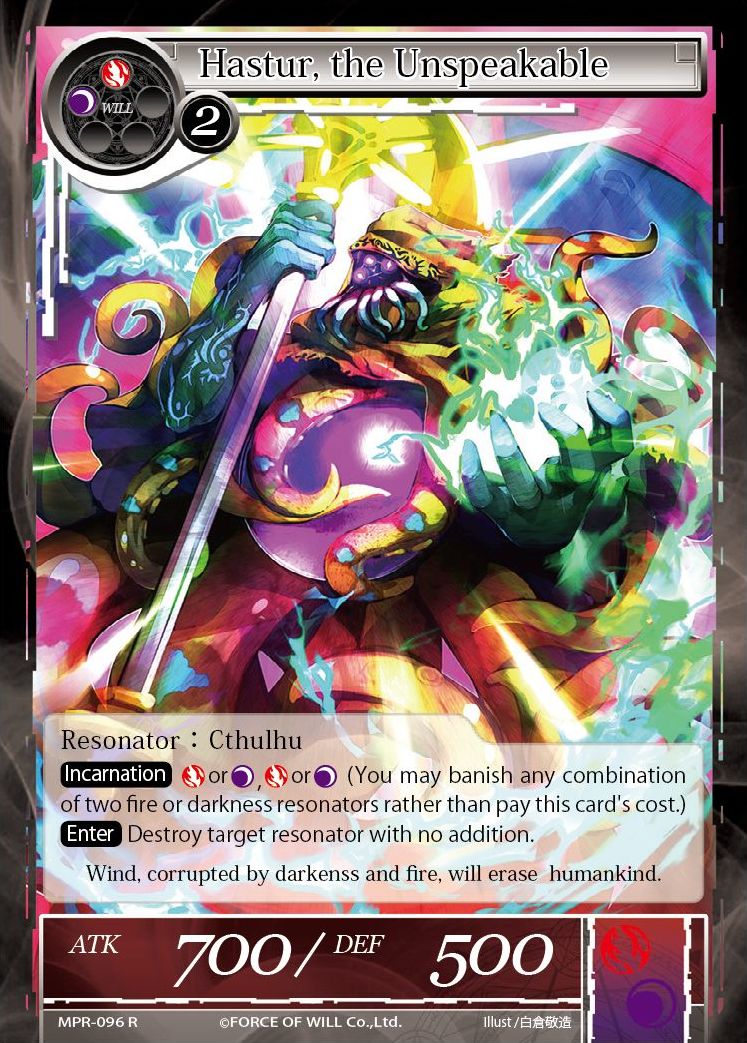 Hastur, the Unspeakable
WILL
2
Resonator : Cthulhu
Incarnation or , or (You may banish any combination
of two fire or darkness resonators rather than pay this card's cost.)
Enter Destroy target resonator with no addition.
Wind, corrupted by darkenss and fire, will erase humankind.
ATK 700 / DEF 500
MPR-096 R ©FORCE OF WILL Co.,Ltd. Illust /白倉敬造